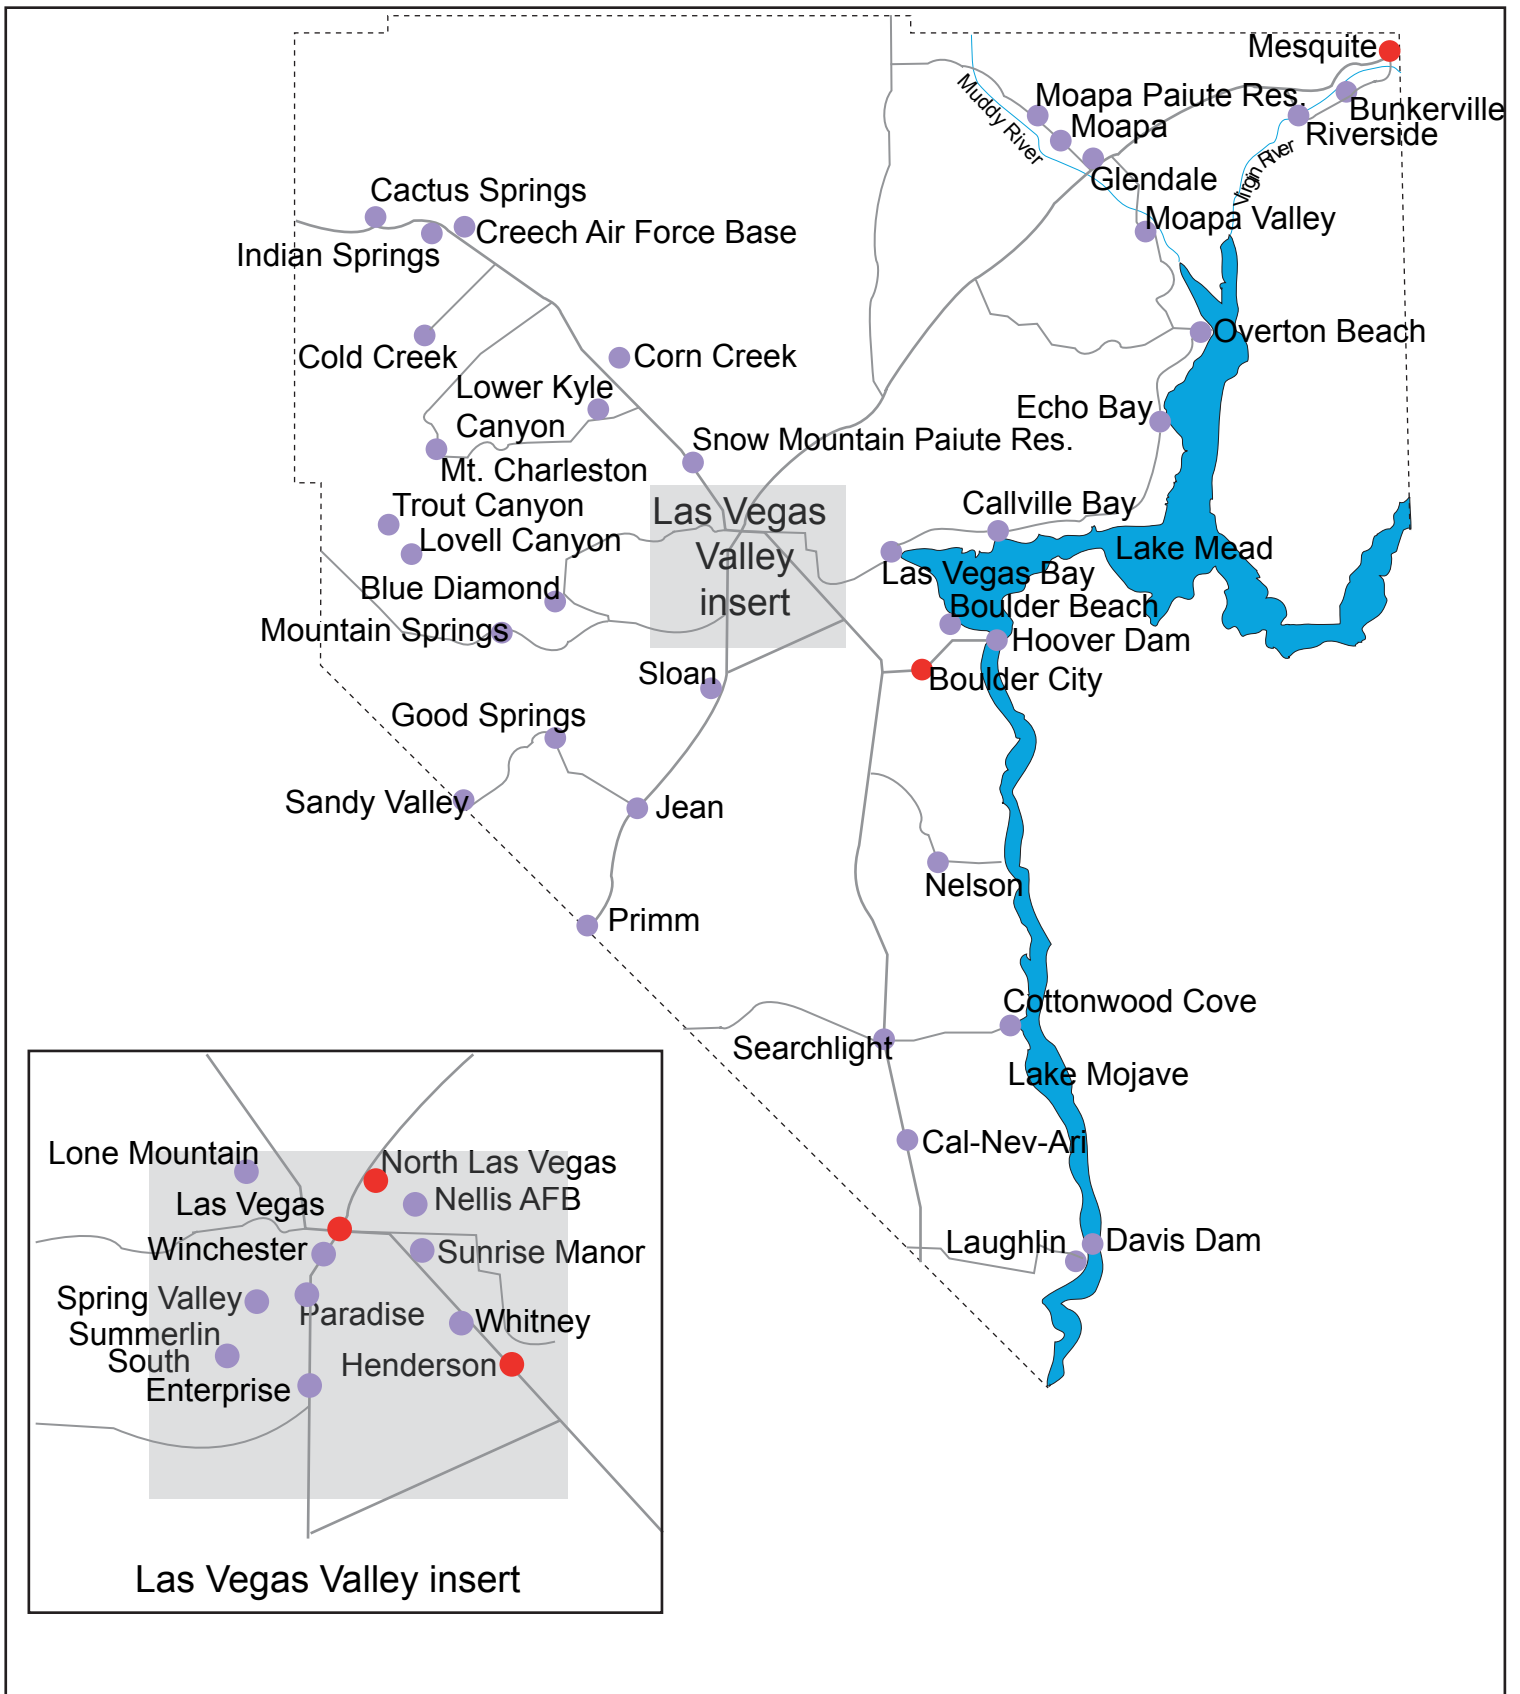 Mesquite
Muddy River
Moapa Paiute Res.
Bunkerville
Moapa
Riverside
Virgin River
Glendale
Cactus Springs
Moapa Valley
Creech Air Force Base
Indian Springs
Overton Beach
Cold Creek
Corn Creek
Lower Kyle
Canyon
Echo Bay
Snow Mountain Paiute Res.
Mt. Charleston
Trout Canyon
Las Vegas
Valley
insert
Callville Bay
Lovell Canyon
Lake Mead
Las Vegas Bay
Blue Diamond
Boulder Beach
Mountain Springs
Hoover Dam
Sloan
Boulder City
Good Springs
Sandy Valley
Jean
Nelson
Primm
Cottonwood Cove
Searchlight
Lake Mojave
Cal-Nev-Ari
Laughlin
Davis Dam
Lone Mountain
North Las Vegas
Las Vegas
Nellis AFB
Winchester
Sunrise Manor
Spring Valley
Paradise
Whitney
Summerlin
South
Henderson
Enterprise
Las Vegas Valley insert